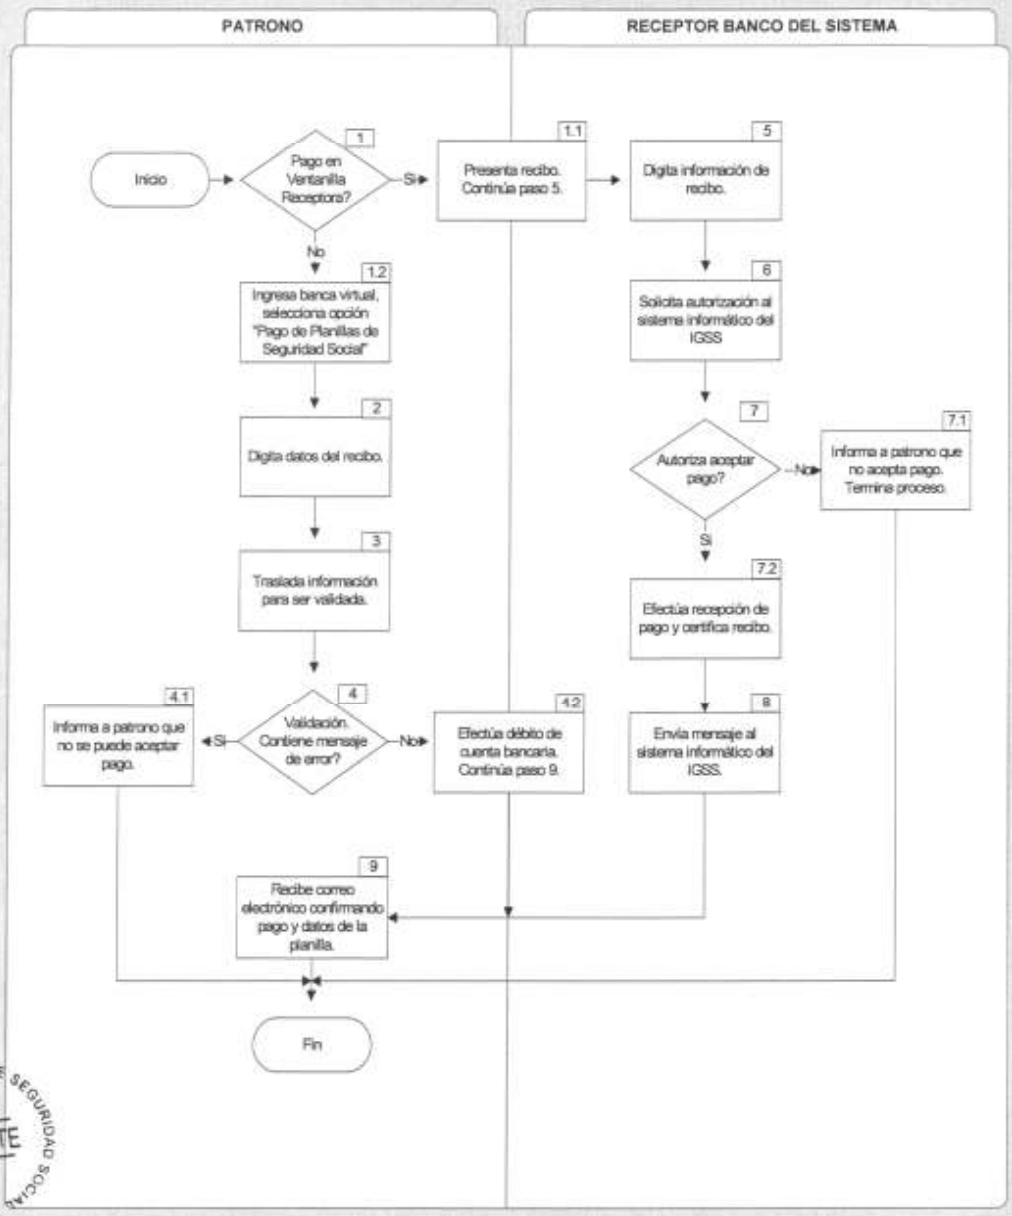 PATRONO
RECEPTOR BANCO DEL SISTEMA
Inicio
1
Pago en
Ventanilla
Receptora?
Si
No
1.1
Presenta recibo.
Continúa paso 5.
5
Digita información de
recibo.
1.2
Ingresa banca virtual,
selecciona opción
"Pago de Planillas de
Seguridad Social"
6
Solicita autorización al
sistema informático del
IGSS
2
Digita datos del recibo.
7
Autoriza aceptar
pago?
No
Si
7.1
Informa a patrono que
no acepta pago.
Termina proceso.
3
Traslada información
para ser validada.
7.2
Efectúa recepción de
pago y certifica recibo.
4
Validación.
Contiene mensaje
de error?
Si
No
4.1
Informa a patrono que
no se puede aceptar
pago.
4.2
Efectúa débito de
cuenta bancaria.
Continúa paso 9.
8
Envía mensaje al
sistema informático del
IGSS.
9
Recibe correo
electrónico confirmando
pago y datos de la
planilla.
Fin
SEGURIDAD SOCIAL